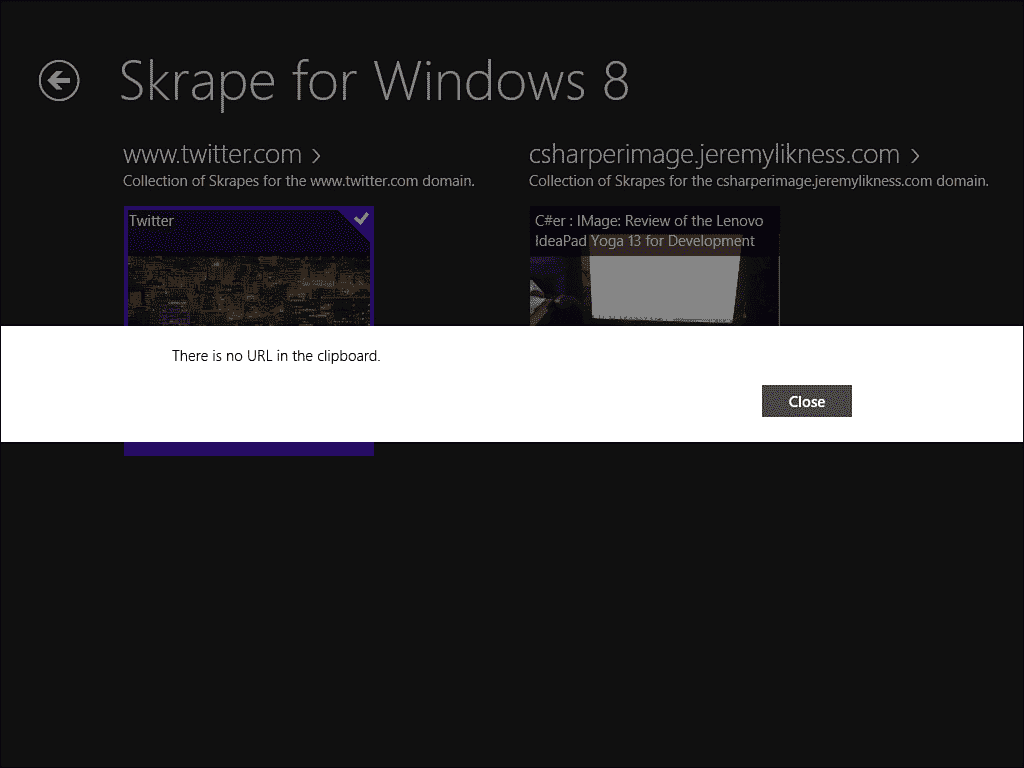 Skrape for Windows 8
www.twitter.com >
Collection of Skrapes for the www.twitter.com domain.
Twitter
csharperimage.jeremylikness.com >
Collection of Skrapes for the csharperimage.jeremylikness.com domain.
C#er : IMage: Review of the Lenovo
IdeaPad Yoga 13 for Development
There is no URL in the clipboard.
Close